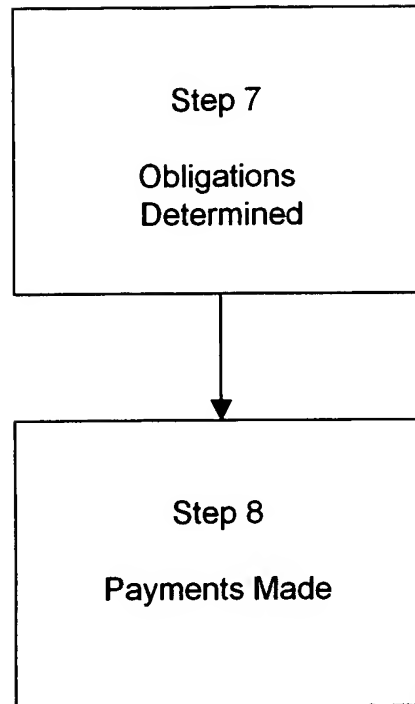 Step 7
Obligations
Determined
Step 8
Payments Made